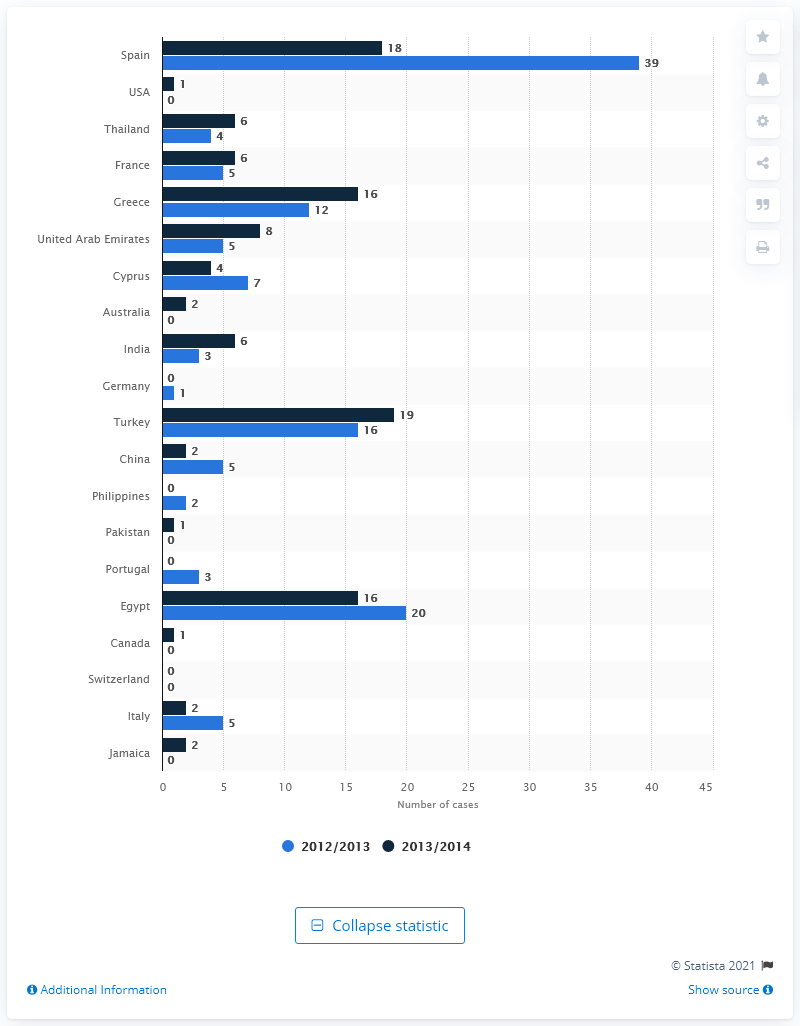 Spain 18
39
USA 1
0
Thailand 6
4
France 6
5
Greece 16
12
United Arab Emirates 8
5
Cyprus 4
7
Australia 2
0
India 6
3
Germany 0
1
Turkey 19
16
China 2
5
Philippines 0
2
Pakistan 1
0
Portugal 0
3
Egypt 16
20
Canada 1
0
Switzerland 0
0
Italy 2
5
Jamaica 2
0
0 5 10 15 20 25 30 35 40 45
Number of cases
2012/2013 2013/2014
Collapse statistic
© Statista 2021
Additional Information Show source